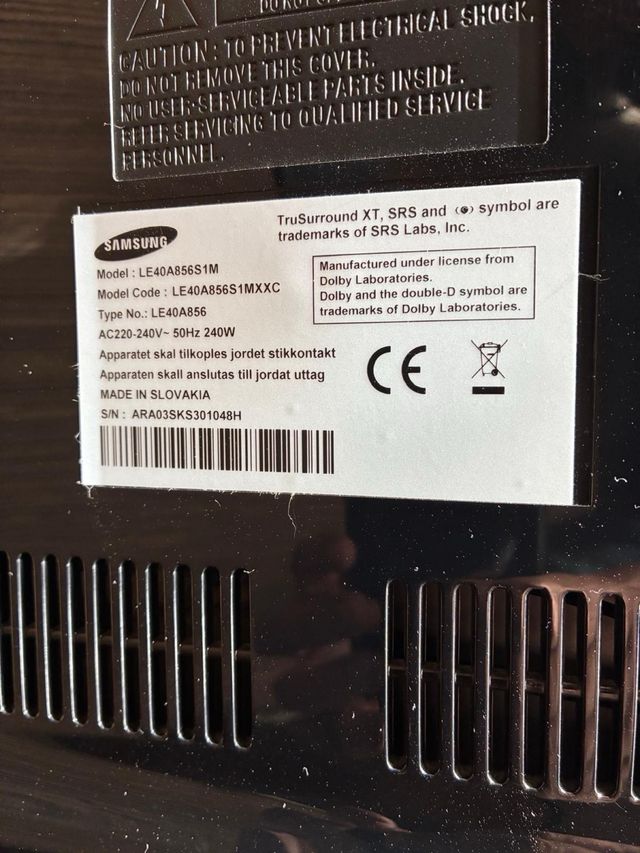 CAUTION: TO PREVENT ELECTRICAL SHOCK,
DO NOT REMOVE THIS COVER.
NO USER-SERVICEABLE PARTS INSIDE.
REFER SERVICING TO QUALIFIED SERVICE
PERSONNEL.
SAMSUNG
TruSurround XT, SRS and (●) symbol are
trademarks of SRS Labs, Inc.
Model : LE40A856S1M
Model Code : LE40A856S1MXXC
Type No.: LE40A856
AC220-240V~ 50Hz 240W
Apparatet skal tilkoples jordet stikkontakt
Apparaten skall anslutas till jordat uttag
MADE IN SLOVAKIA
S/N : ARA03SKS301048H
Manufactured under license from
Dolby Laboratories.
Dolby and the double-D symbol are
trademarks of Dolby Laboratories.
CE